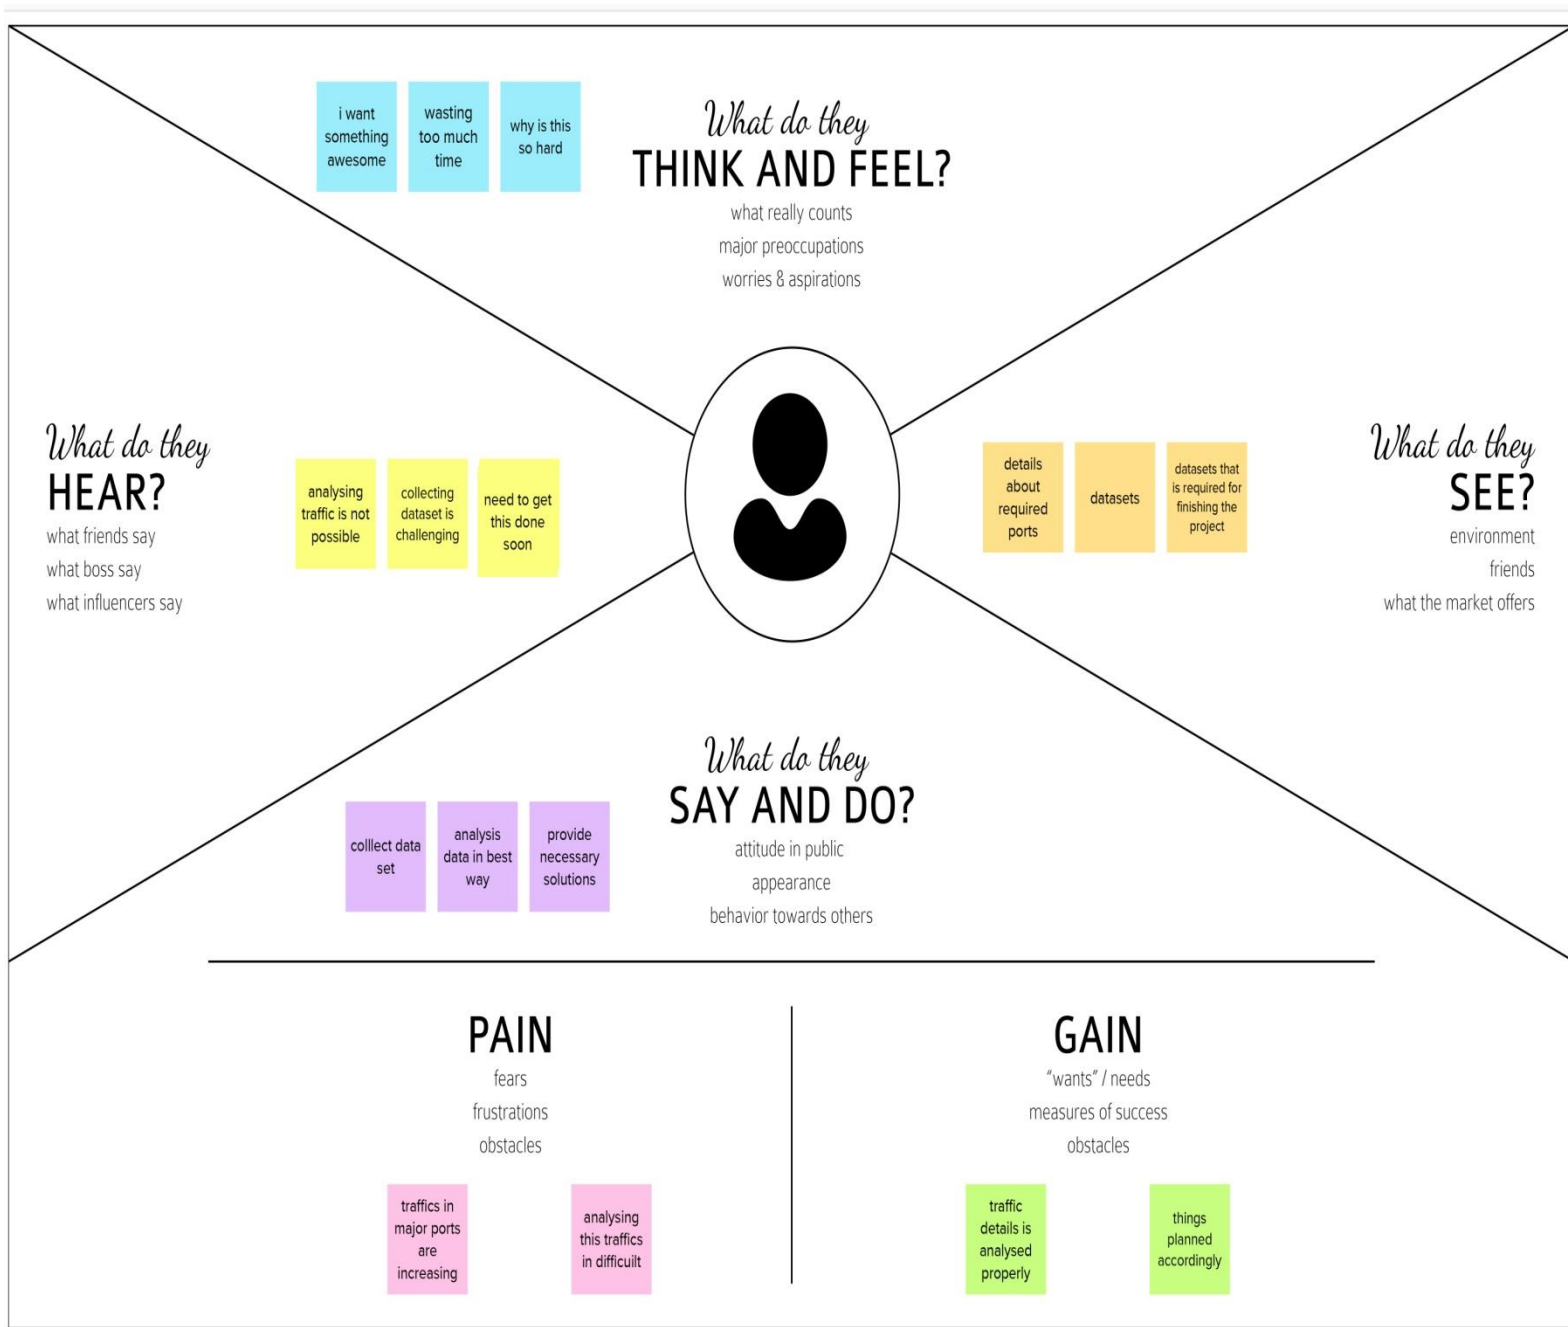 i want
something
awesome
wasting
too much
time
why is this
so hard
What do they
THINK AND FEEL?
what really counts
major preoccupations
worries & aspirations
What do they
HEAR?
what friends say
what boss say
what influencers say
analysing
traffic is not
possible
collecting
dataset is
challenging
need to get
this done
soon
details
about
required
ports
datasets
datasets that
is required for
finishing the
project
What do they
SEE?
environment
friends
what the market offers
What do they
SAY AND DO?
attitude in public
appearance
behavior towards others
colllect data
set
analysis
data in best
way
provide
necessary
solutions
PAIN
fears
frustrations
obstacles
traffics in
major ports
are
increasing
analysing
this traffics
in difficuilt
GAIN
“wants” / needs
measures of success
obstacles
traffic
details is
analysed
properly
things
planned
accordingly